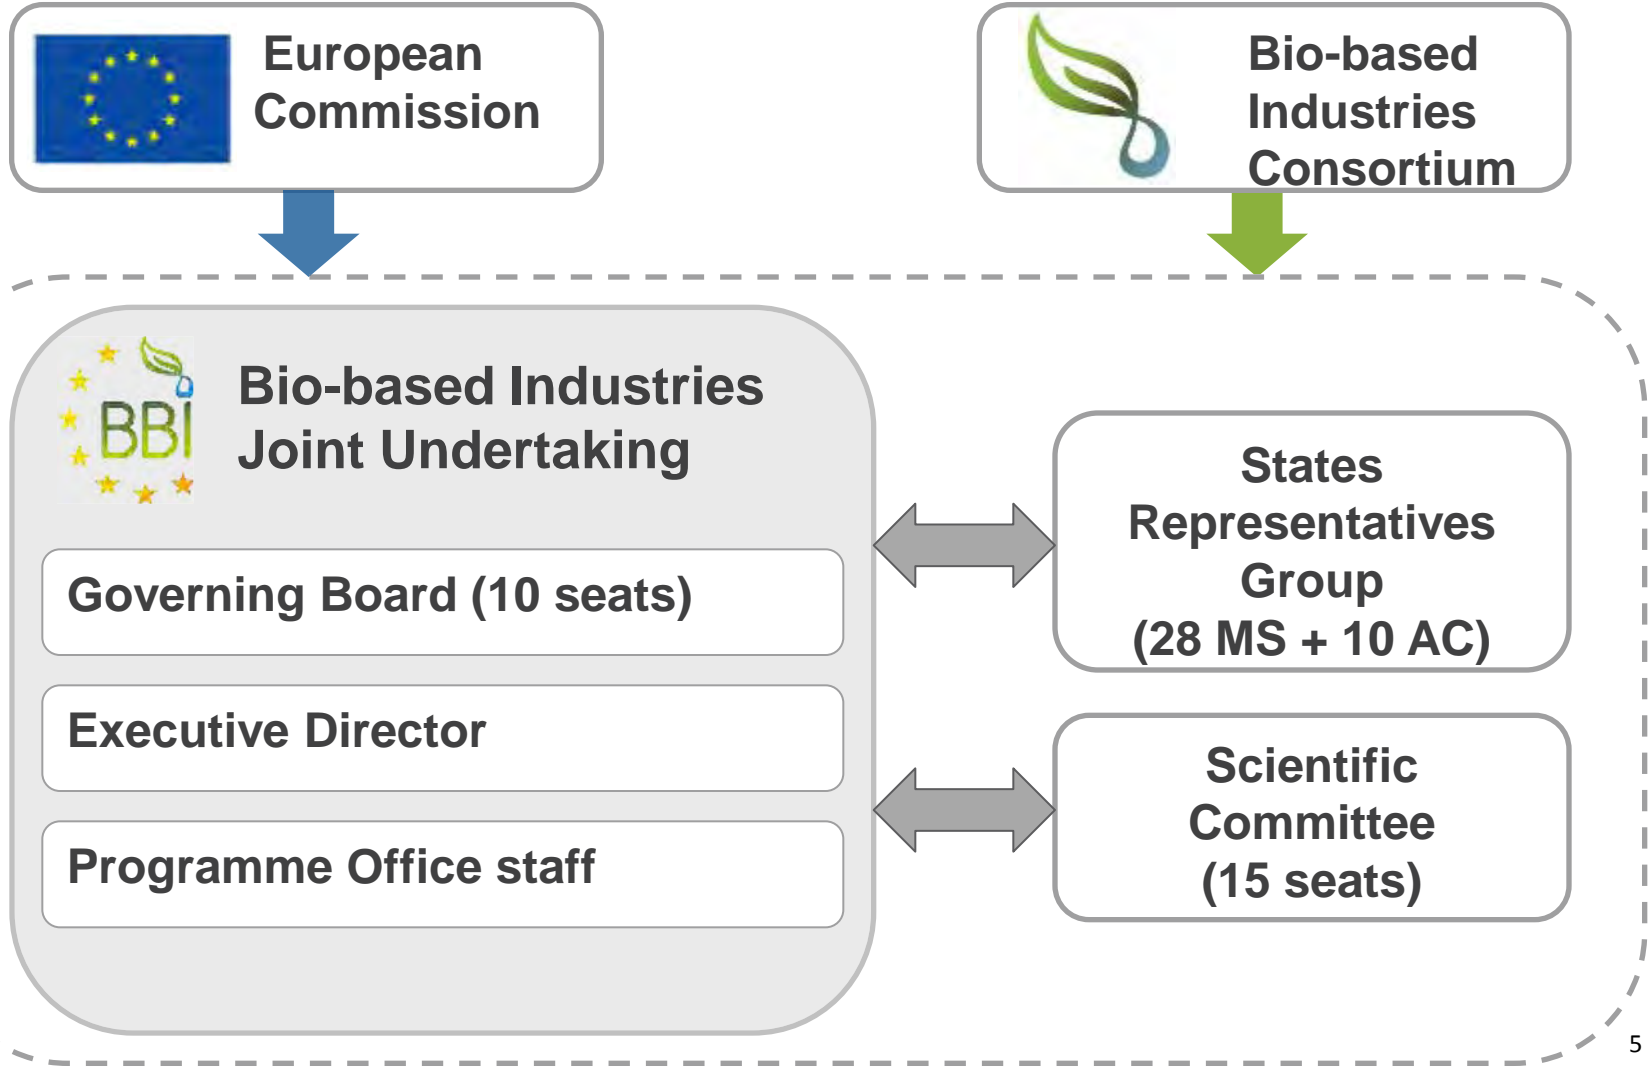 European
Commission
Bio-based
Industries
Consortium
BBI
Bio-based Industries
Joint Undertaking
Governing Board (10 seats)
Executive Director
Programme Office staff
States
Representatives
Group
(28 MS + 10 AC)
Scientific
Committee
(15 seats)
5